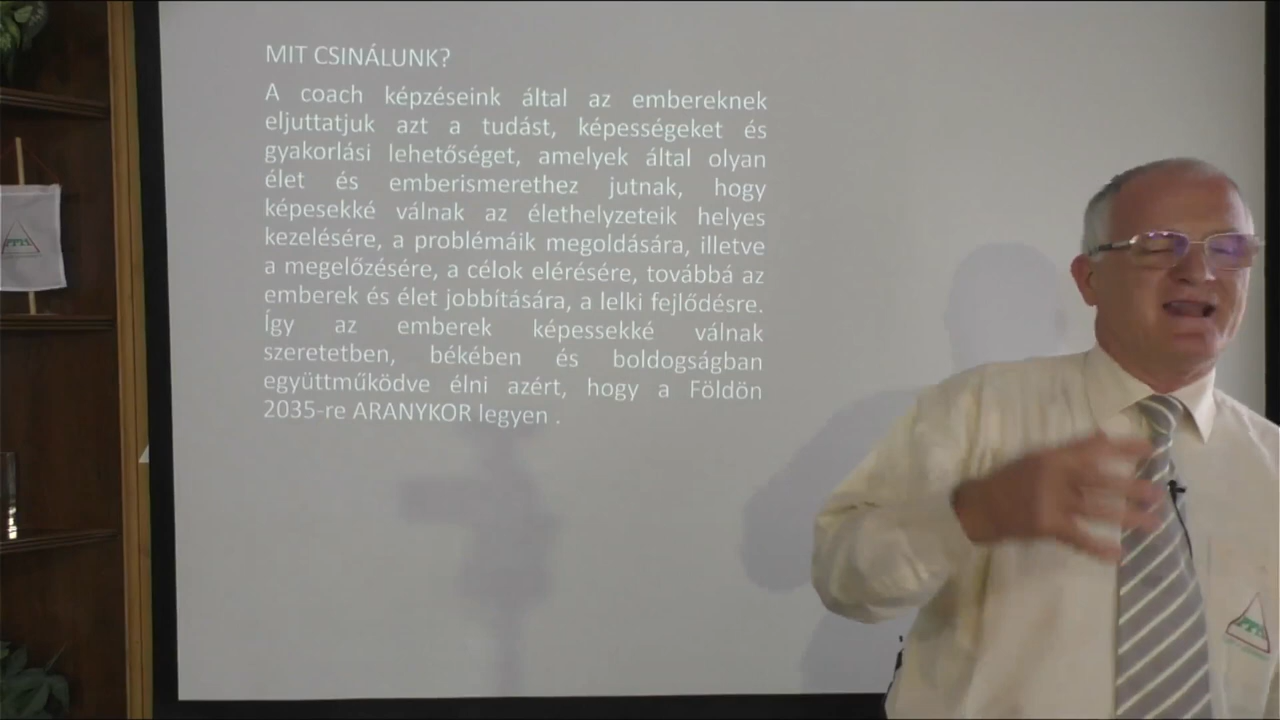 MIT CSINÁLUNK?
A coach képzéseink által az embereknek
eljuttatjuk azt a tudást, képességeket és
gyakorlási lehetőséget, amelyek által olyan
élet és emberismerethez jutnak, hogy
képesekké válnak az élethelyzeteik helyes
kezelésére, a problémáik megoldására, illetve
a megelőzésére, a célok elérésére, továbbá az
emberek és élet jobbítására, a lelki fejlődésre.
Így az emberek képessekké válnak
szeretetben, békében és boldogságban
együttműködve élni azért, hogy a Földön
2035-re ARANYKOR legyen .